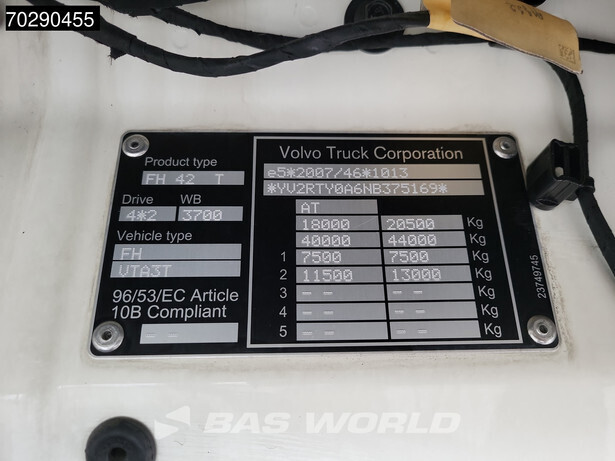 70290455
Product type
FH 42 T
Drive WB
4*2 3700
Vehicle type
FH
VTA3T
96/53/EC Article
10B Compliant
-- --
Volvo Truck Corporation
e5*2007/46*1013
*YV2RTY0A6NB375169*
AT
18000 20500 Kg
40000 44000 Kg
1 7500 7500 Kg
2 11500 13000 Kg
3 -- -- -- -- Kg
4 -- -- -- -- Kg
5 -- -- -- -- Kg
23749745
BAS WORLD